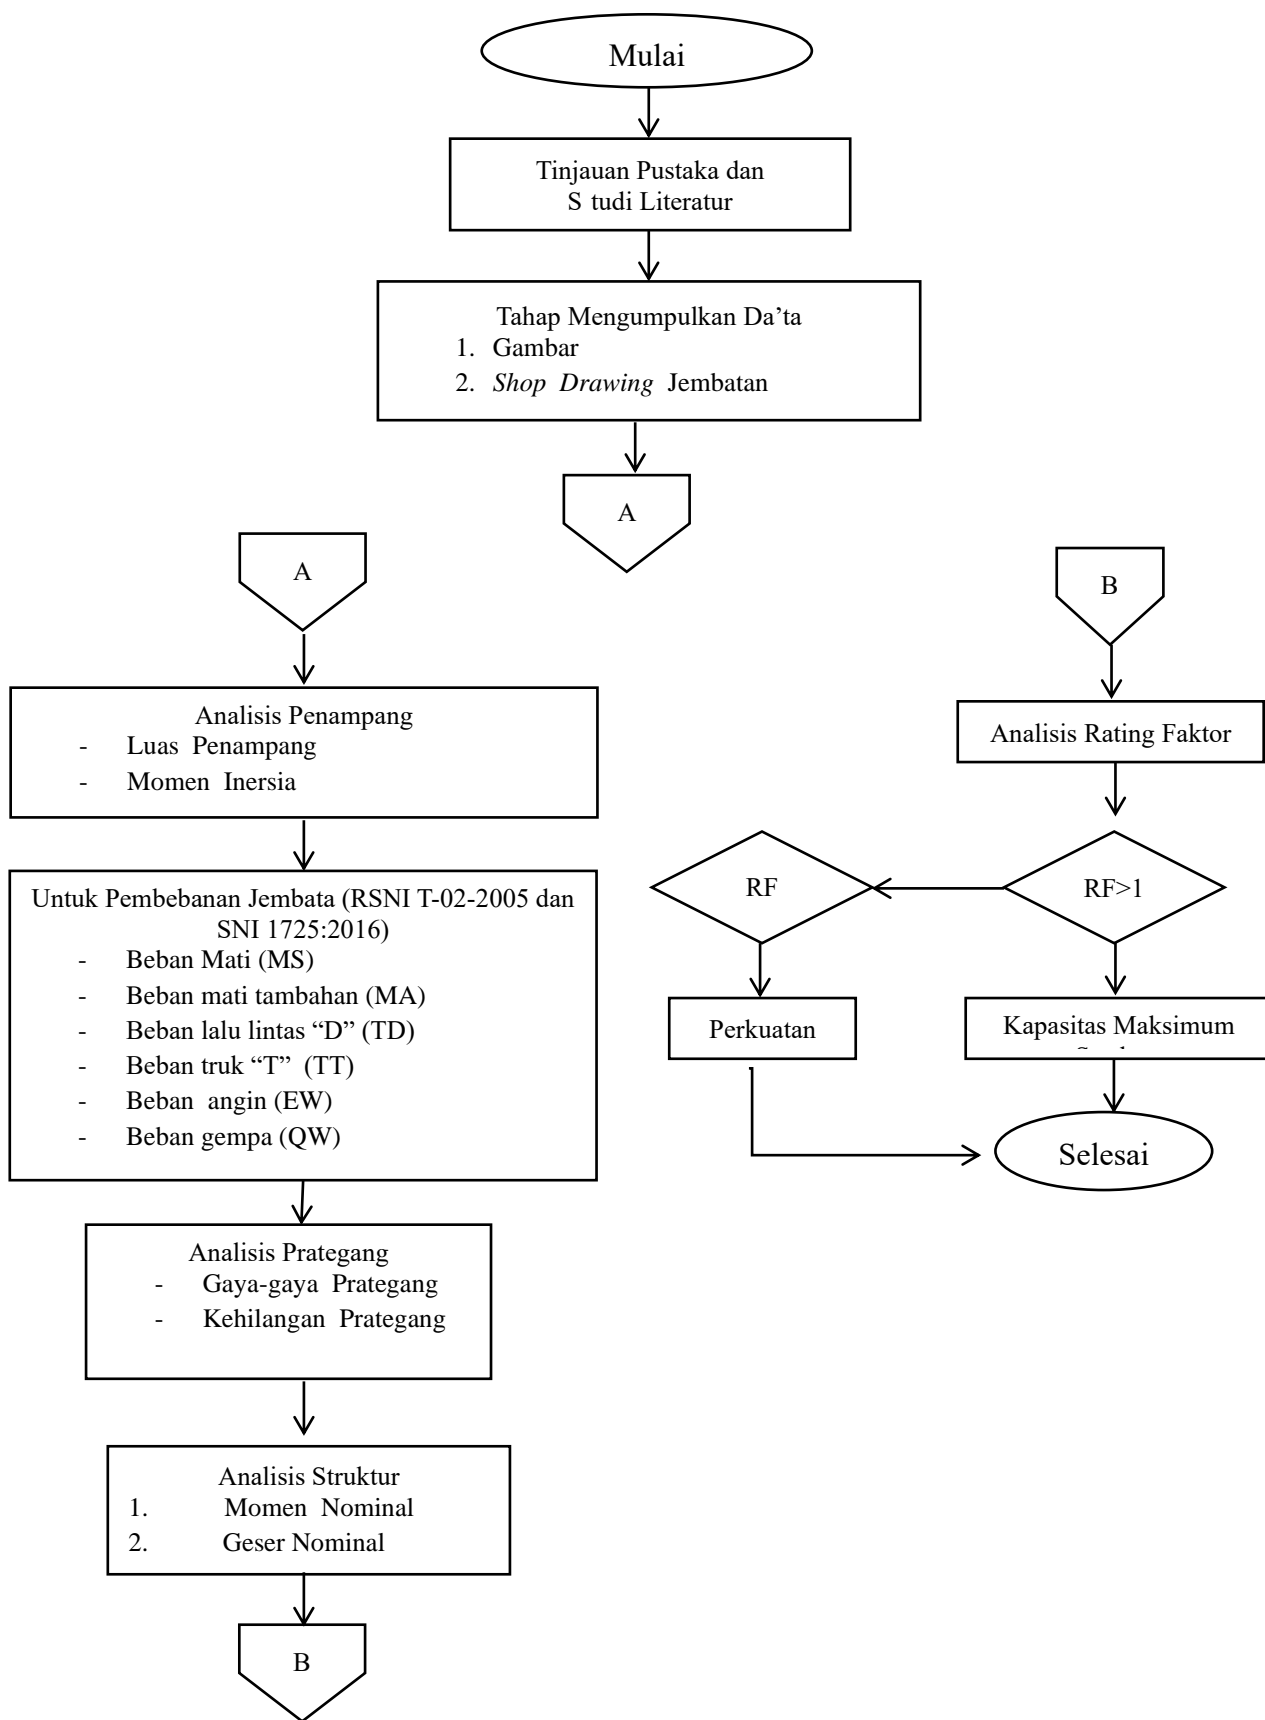 Mulai
Tinjauan Pustaka dan
S tudi Literatur
Tahap Mengumpulkan Da’ta
1. Gambar
2. Shop Drawing Jembatan
A
A
Analisis Penampang
- Luas Penampang
- Momen Inersia
Untuk Pembebanan Jembata (RSNI T-02-2005 dan
SNI 1725:2016)
- Beban Mati (MS)
- Beban mati tambahan (MA)
- Beban lalu lintas “D” (TD)
- Beban truk “T” (TT)
- Beban angin (EW)
- Beban gempa (QW)
Analisis Prategang
- Gaya-gaya Prategang
- Kehilangan Prategang
Analisis Struktur
1. Momen Nominal
2. Geser Nominal
B
B
Analisis Rating Faktor
RF
RF>1
Perkuatan
Kapasitas Maksimum
Selesai